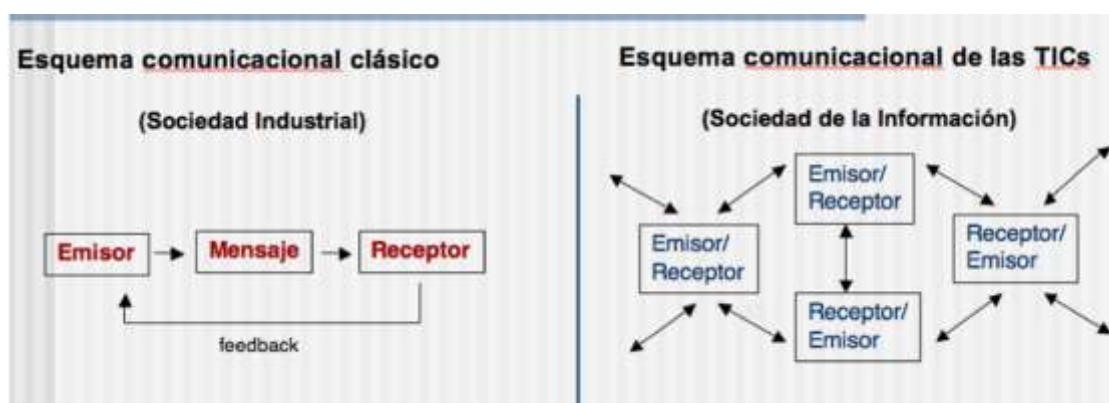 Esquema comunicacional clásico
(Sociedad Industrial)
Emisor
Mensaje
Receptor
feedback
Esquema comunicacional de las TICs
(Sociedad de la Información)
Emisor/
Receptor
Emisor/
Receptor
Receptor/
Emisor
Receptor/
Emisor